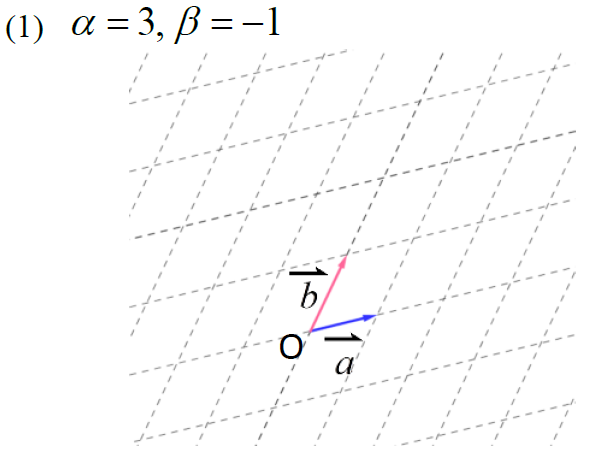 (1) α = 3, β = −1
b
O
a